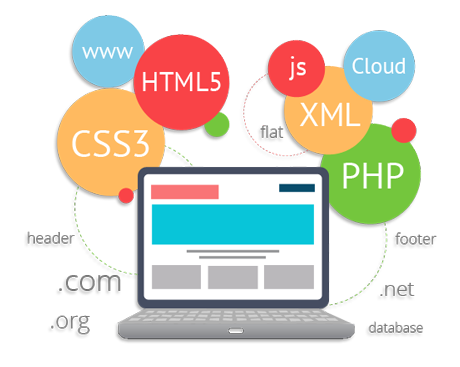 www
HTML5
CSS3
js
Cloud
XML
flat
PHP
header
footer
.com
.net
.org
database